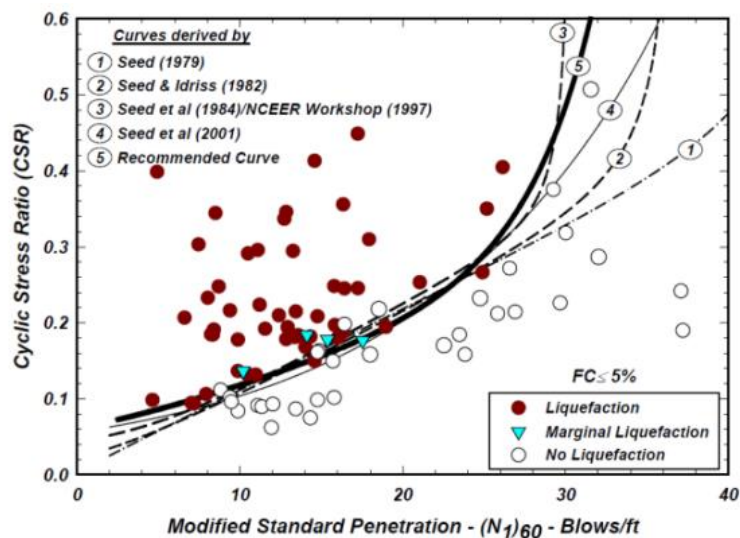 Curves derived by
1 Seed (1979)
2 Seed & Idriss (1982)
3 Seed et al (1984)/NCEER Workshop (1997)
4 Seed et al (2001)
5 Recommended Curve
3
5
4
2
1
Cyclic Stress Ratio (CSR)
0.6
0.5
0.4
0.3
0.2
0.1
0.0
FC ≤ 5%
Liquefaction
Marginal Liquefaction
No Liquefaction
0 10 20 30 40
Modified Standard Penetration - (N1)60 - Blows/ft